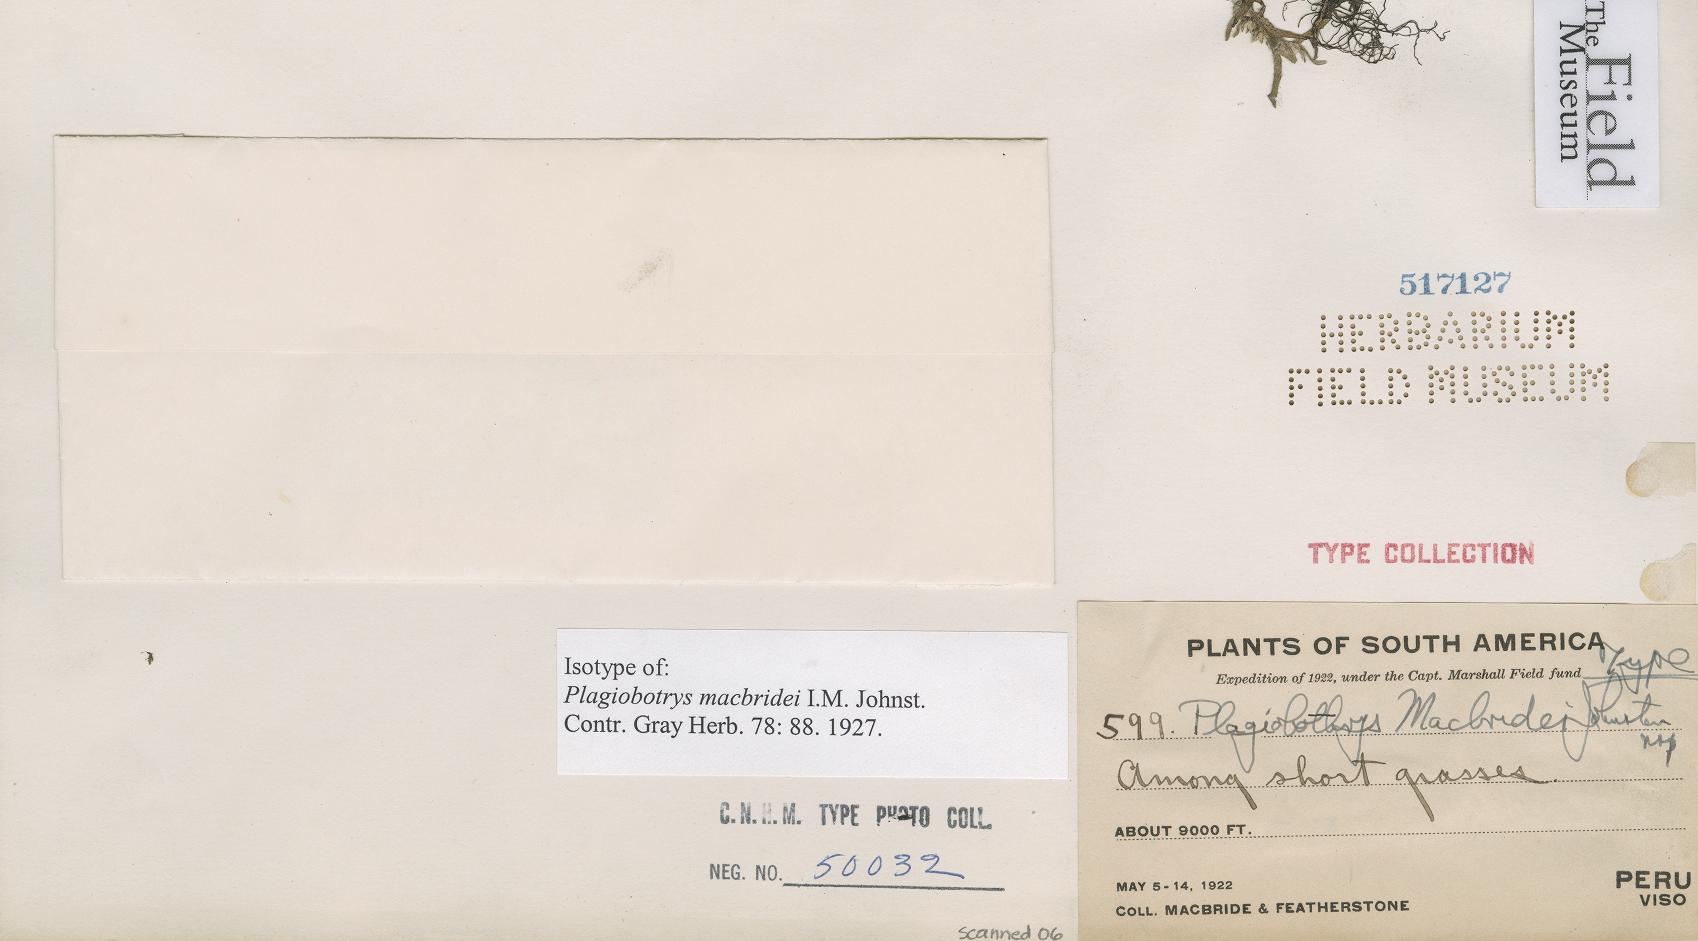 The Field
Museum
517127
HERBARIUM
FIELD MUSEUM
TYPE COLLECTION
Isotype of:
Plagiobotrys macbridei I.M. Johnst.
Contr. Gray Herb. 78: 88. 1927.
C.N.H.M. TYPE PHOTO COLL.
NEG. NO. 50032
scanned 06
PLANTS OF SOUTH AMERICA
Type
Expedition of 1922, under the Capt. Marshall Field fund
599. Plagiobothrys Macbridei Johnston
nsp
Among short grasses.
ABOUT 9000 FT.
MAY 5-14, 1922
COLL. MACBRIDE & FEATHERSTONE
PERU
VISO